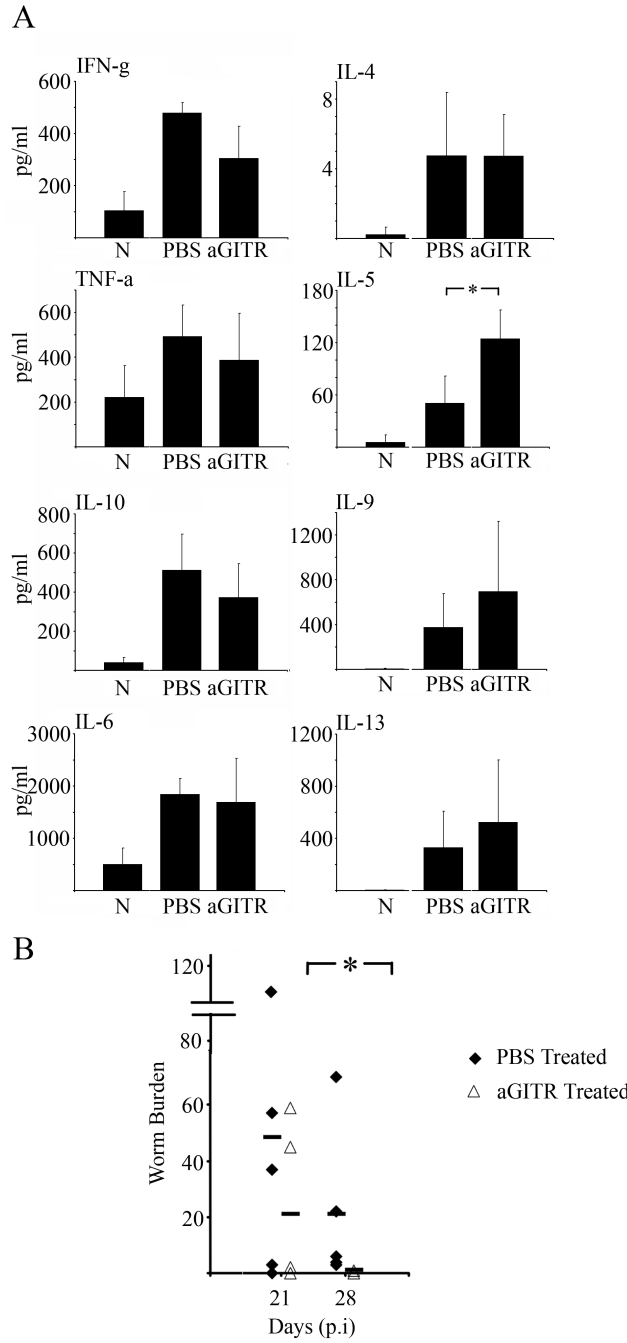 A
IFN-g IL-4
pg/ml
600
400
200
8
4
N PBS aGITR N PBS aGITR
TNF-a IL-5
pg/ml
600
400
200
180
120
60
*
N PBS aGITR N PBS aGITR
IL-10 IL-9
pg/ml
800
600
400
200
1200
800
400
N PBS aGITR N PBS aGITR
IL-6 IL-13
pg/ml
3000
2000
1000
1200
800
400
N PBS aGITR N PBS aGITR
B
*
Worm Burden
120
80
60
40
20
PBS Treated
aGITR Treated
21 28
Days (p.i)